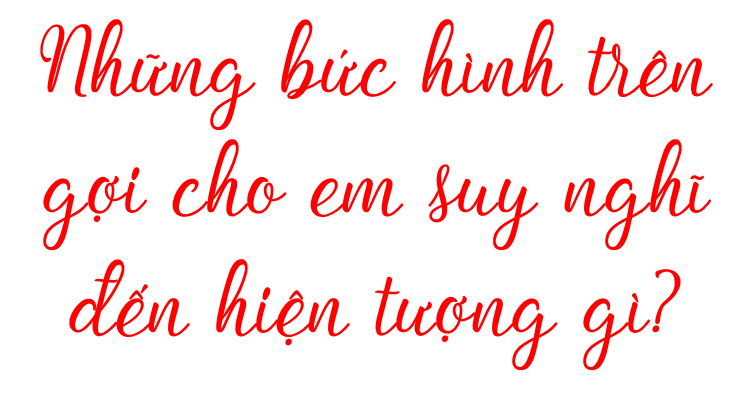 Những bức hình trên
gợi cho em suy nghĩ
đến hiện tượng gì?